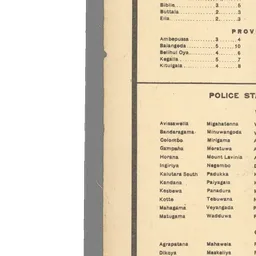 Bibile 3 5
Buttala 2 3
Ella 2 3
PROV
Ambepussa 3 4
Balangoda 5 10
Belihul Oya 4 6
Kegalla 5 7
Kitulgala 4 8
POLICE STA
Avissawella Migahatenna
Bandaragama Minuwangoda
Colombo Mirigama
Gampaha Moratuwa
Horana Mount Lavinia
Ingiriya Negombo
Kalutara South Padukka
Kandana Paiyagala
Kesbewa Panadura
Kotte Tebuwana
Mahagama Veyangoda
Matugama Wadduwa
Agrapatana Mahawela
Dikoya Maskeliya